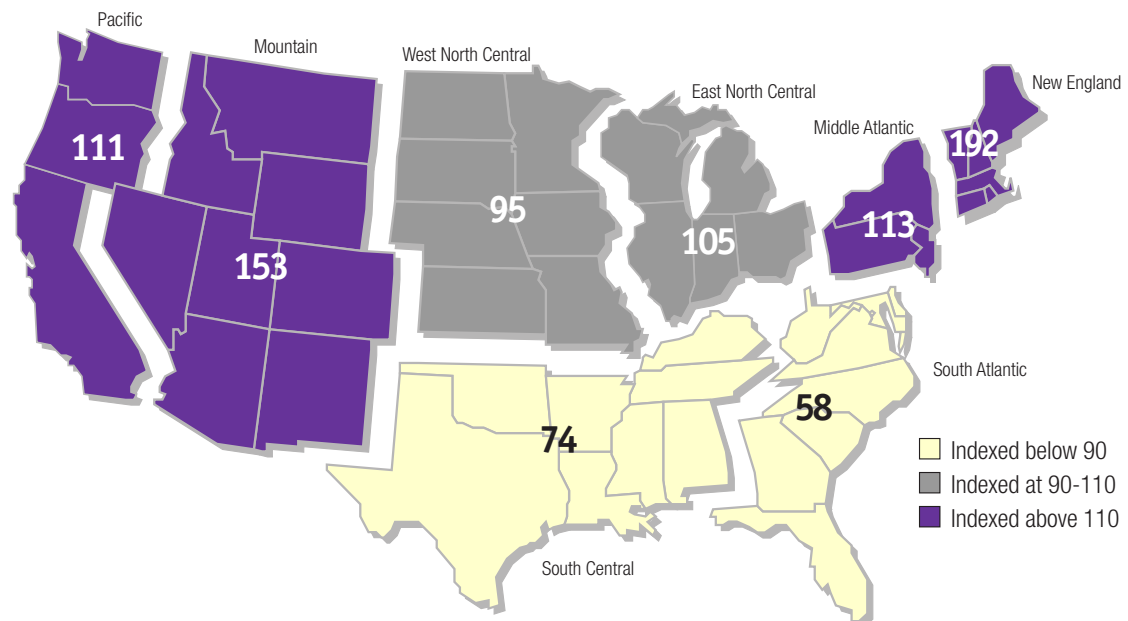 Pacific
Mountain
West North Central
East North Central
Middle Atlantic
New England
111
153
95
105
113
192
74
58
South Atlantic
South Central
Indexed below 90
Indexed at 90-110
Indexed above 110